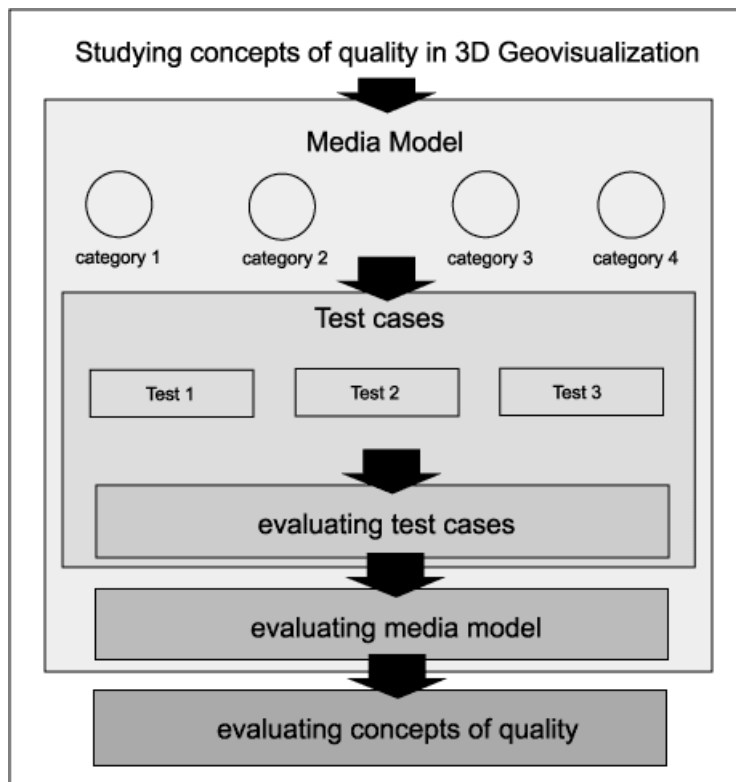 Studying concepts of quality in 3D Geovisualization
Media Model
category 1
category 2
category 3
category 4
Test cases
Test 1
Test 2
Test 3
evaluating test cases
evaluating media model
evaluating concepts of quality